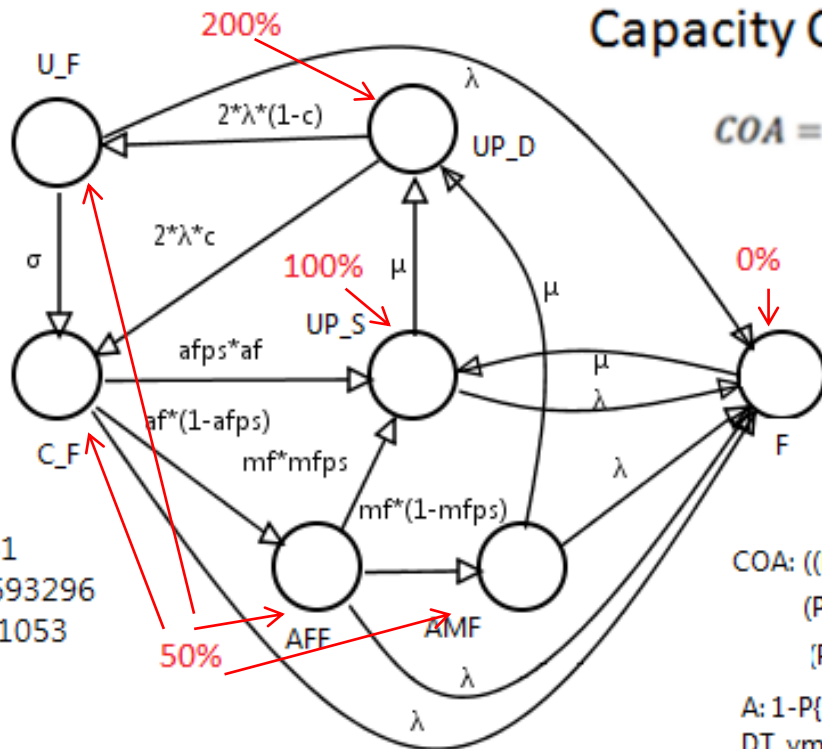 Capacity
200%
U_F
λ
2*λ*(1-c)
UP_D
COA =
2*λ*c
σ
100%
μ
μ
0%
UP_S
afps*af
μ
λ
af*(1-afps)
C_F
F
mf*mfps
λ
mf*(1-mfps)
1
593296
1053
COA: ((
(P
AFF
AMF
50%
λ
λ
A: 1-P{